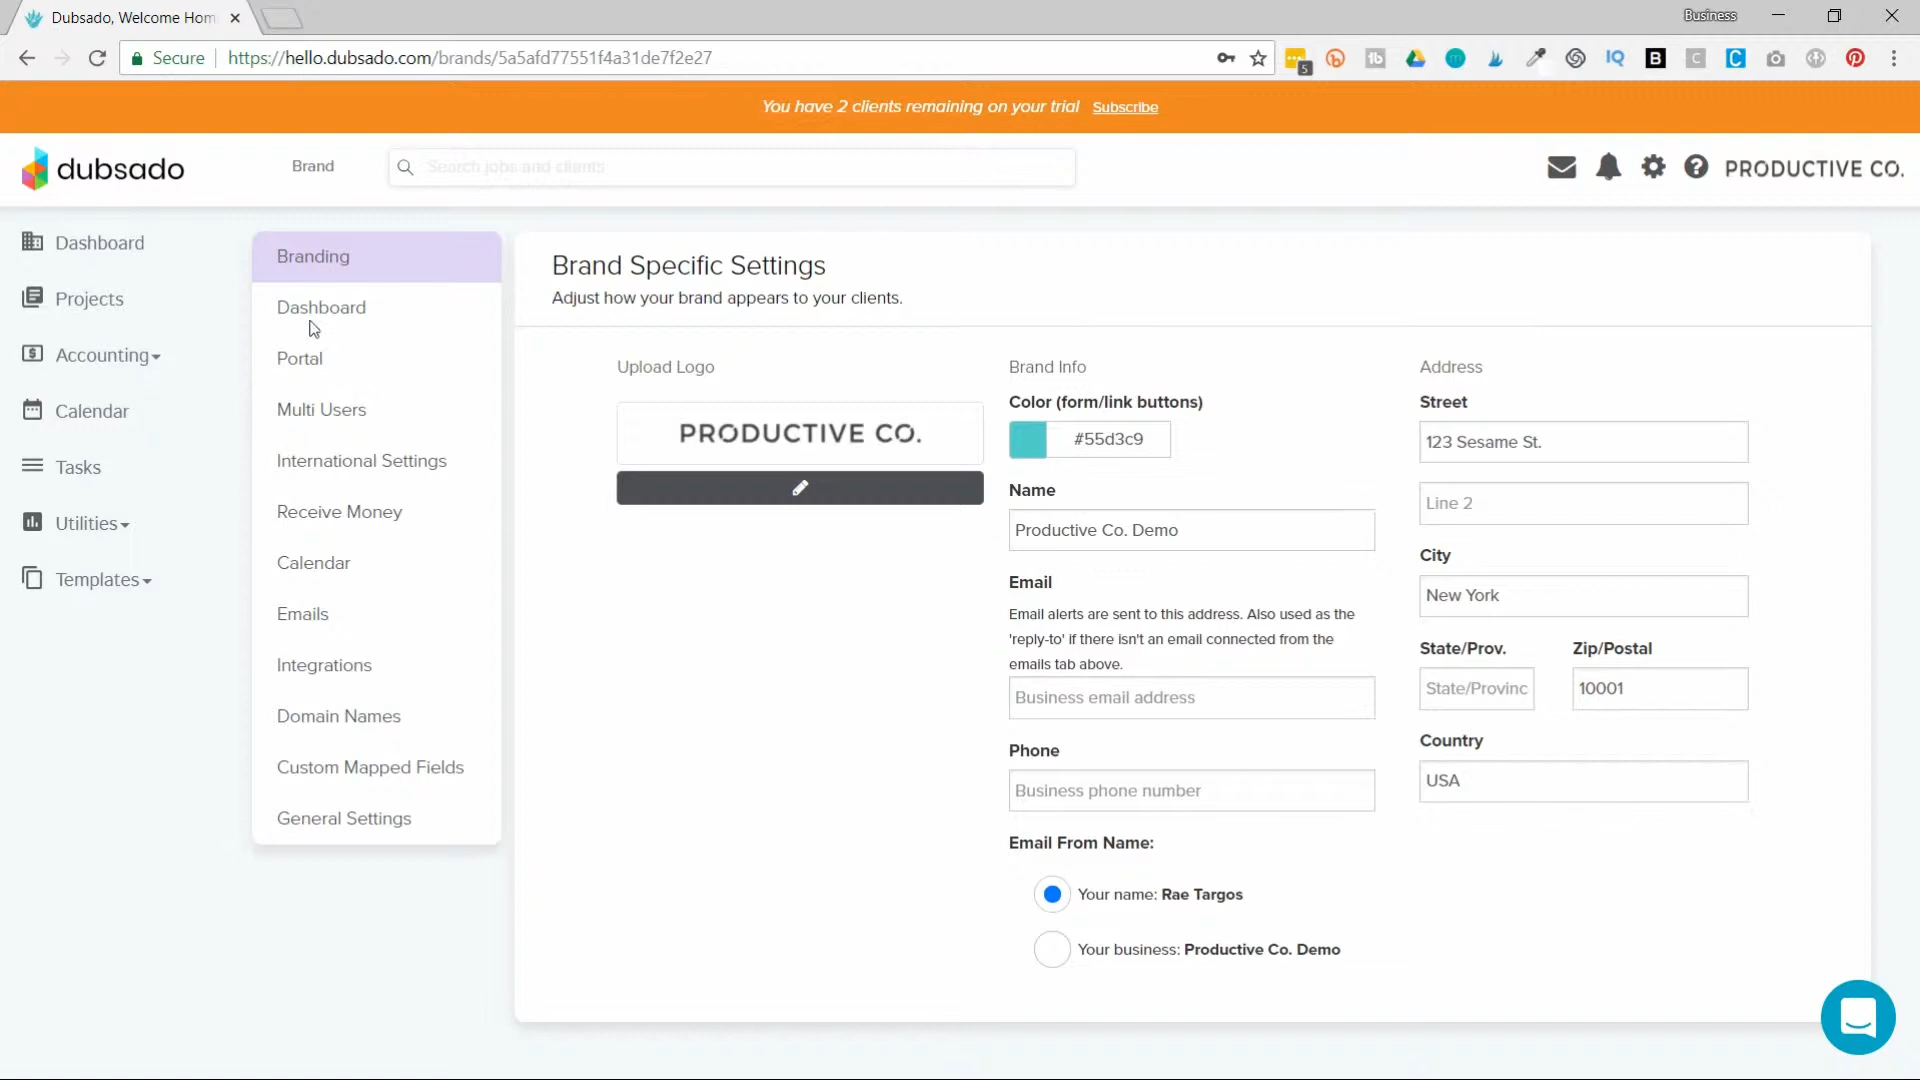 Dubsado, Welcome Hom
Business
Secure
https://hello.dubsado.com/brands/5a5afd77551f4a31de7f2e27
5
tb
IQ
B
C
C
You have 2 clients remaining on your trial Subscribe
dubsado
Brand
Search jobs and clients
PRODUCTIVE CO.
Dashboard
Projects
Accounting
Calendar
Tasks
Utilities
Templates
Branding
Dashboard
Portal
Multi Users
International Settings
Receive Money
Calendar
Emails
Integrations
Domain Names
Custom Mapped Fields
General Settings
Brand Specific Settings
Adjust how your brand appears to your clients.
Upload Logo
PRODUCTIVE CO.
Brand Info
Color (form/link buttons)
#55d3c9
Name
Productive Co. Demo
Email
Email alerts are sent to this address. Also used as the
'reply-to' if there isn't an email connected from the
emails tab above.
Business email address
Phone
Business phone number
Email From Name:
Your name: Rae Targos
Your business: Productive Co. Demo
Address
Street
123 Sesame St.
Line 2
City
New York
State/Prov.
Zip/Postal
State/Provinc
10001
Country
USA